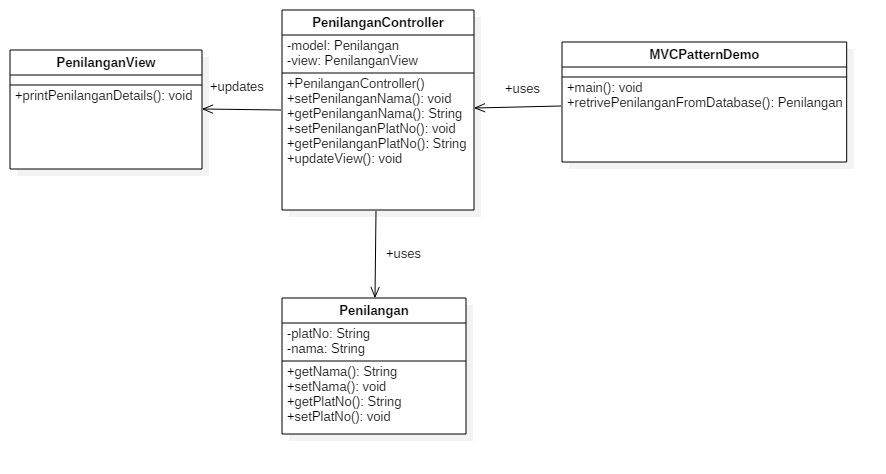 PenilanganView
+printPenilanganDetails(): void
+updates
PenilanganController
-model: Penilangan
-view: PenilanganView
+PenilanganController()
+setPenilanganNama(): void
+getPenilanganNama(): String
+setPenilanganPlatNo(): void
+getPenilanganPlatNo(): String
+updateView(): void
+uses
MVCPatternDemo
+main(): void
+retrivePenilanganFromDatabase(): Penilangan
+uses
Penilangan
-platNo: String
-nama: String
+getNama(): String
+setNama(): void
+getPlatNo(): String
+setPlatNo(): void